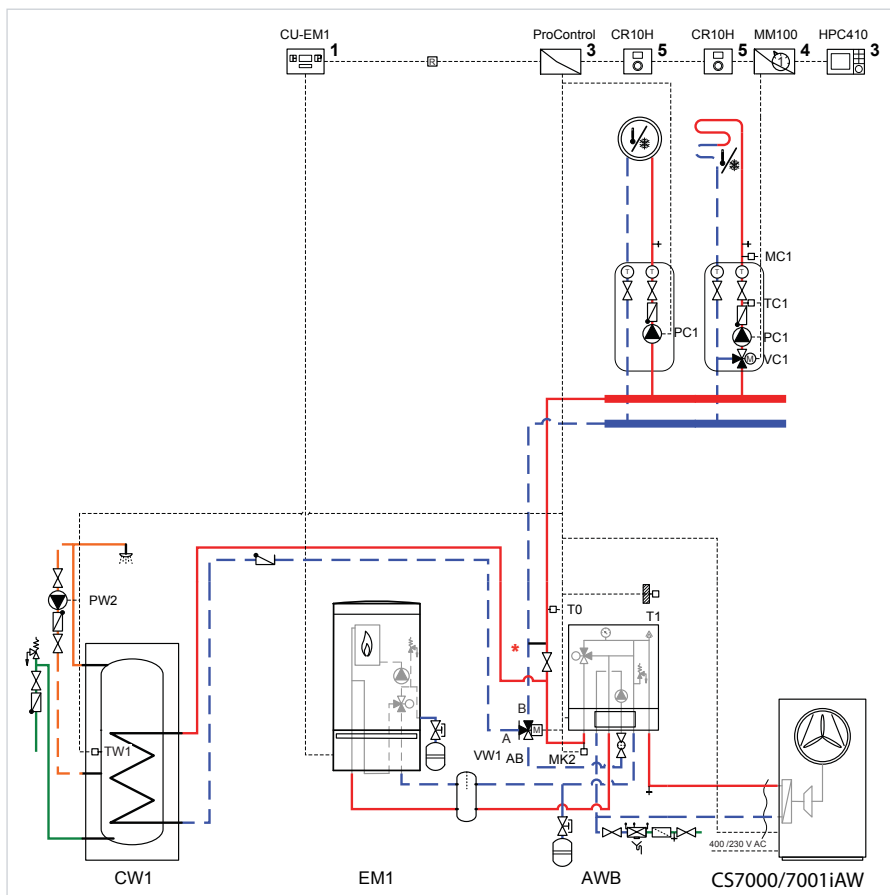 CU-EM1
1
R
ProControl
3
CR10H
5
CR10H
5
MM100
1
4
HPC410
3
MC1
T
T
T
T
TC1
PC1
PC1
VC1
M
PW2
T0
T1
*
B
A
M
VW1
AB
MK2
TW1
400 /230 V AC
CW1
EM1
AWB
CS7000/7001iAW